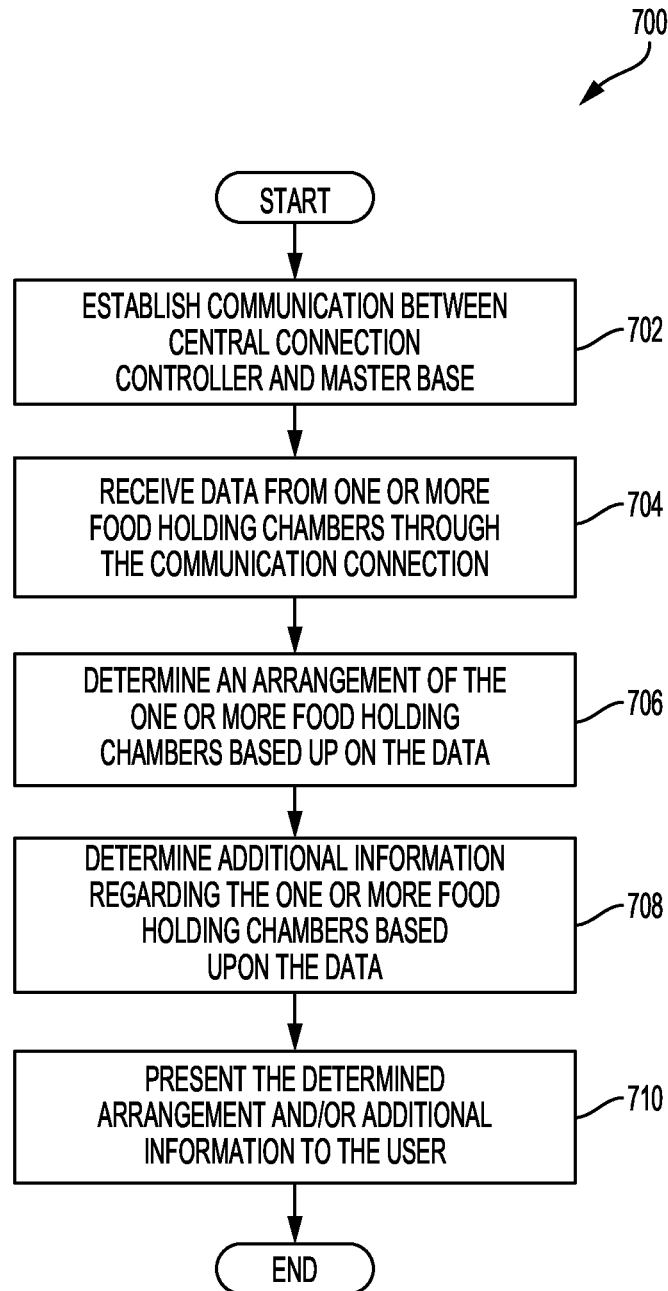 700
START
ESTABLISH COMMUNICATION BETWEEN
CENTRAL CONNECTION
CONTROLLER AND MASTER BASE
702
RECEIVE DATA FROM ONE OR MORE
FOOD HOLDING CHAMBERS THROUGH
THE COMMUNICATION CONNECTION
704
DETERMINE AN ARRANGEMENT OF THE
ONE OR MORE FOOD HOLDING
CHAMBERS BASED UP ON THE DATA
706
DETERMINE ADDITIONAL INFORMATION
REGARDING THE ONE OR MORE FOOD
HOLDING CHAMBERS BASED
UPON THE DATA
708
PRESENT THE DETERMINED
ARRANGEMENT AND/OR ADDITIONAL
INFORMATION TO THE USER
710
END